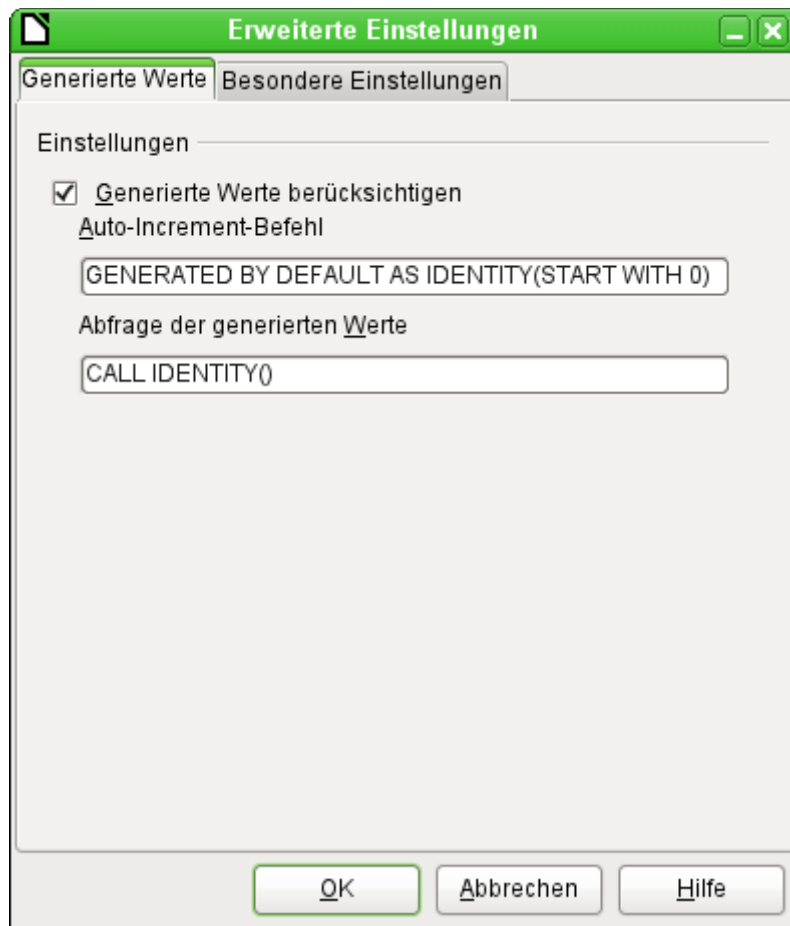 Erweiterte Einstellungen
Generierte Werte Besondere Einstellungen
Einstellungen
Generierte Werte berücksichtigen
Auto-Increment-Befehl
GENERATED BY DEFAULT AS IDENTITY(START WITH 0)
Abfrage der generierten Werte
CALL IDENTITY()
OK Abbrechen Hilfe